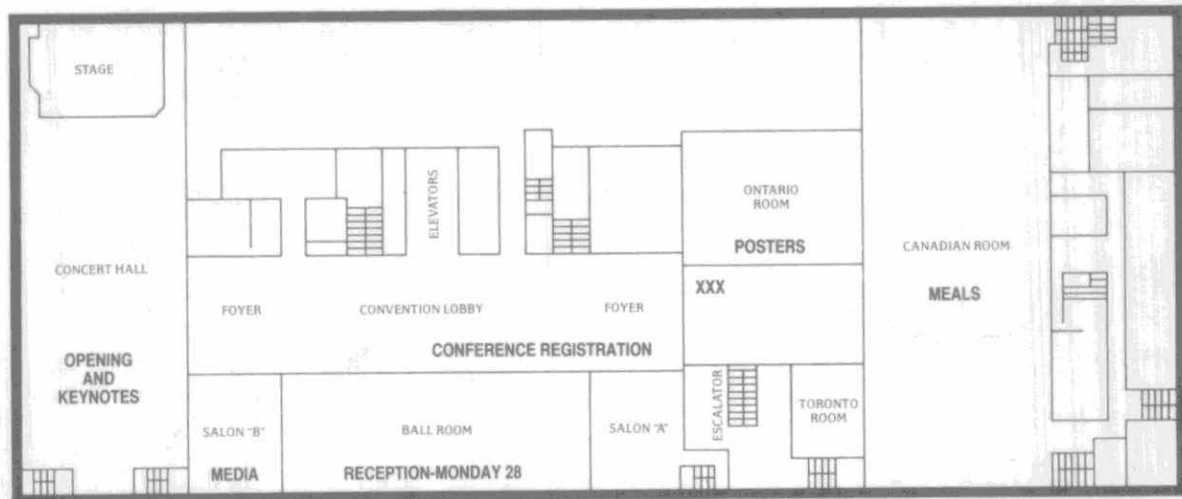 STAGE
ELEVATORS
ONTARIO
ROOM
POSTERS
CONCERT HALL
CANADIAN ROOM
XXX
MEALS
FOYER
CONVENTION LOBBY
FOYER
CONFERENCE REGISTRATION
OPENING
AND
KEYNOTES
SALON "B"
BALL ROOM
SALON "A"
ESCALATOR
TORONTO
ROOM
MEDIA
RECEPTION-MONDAY 28